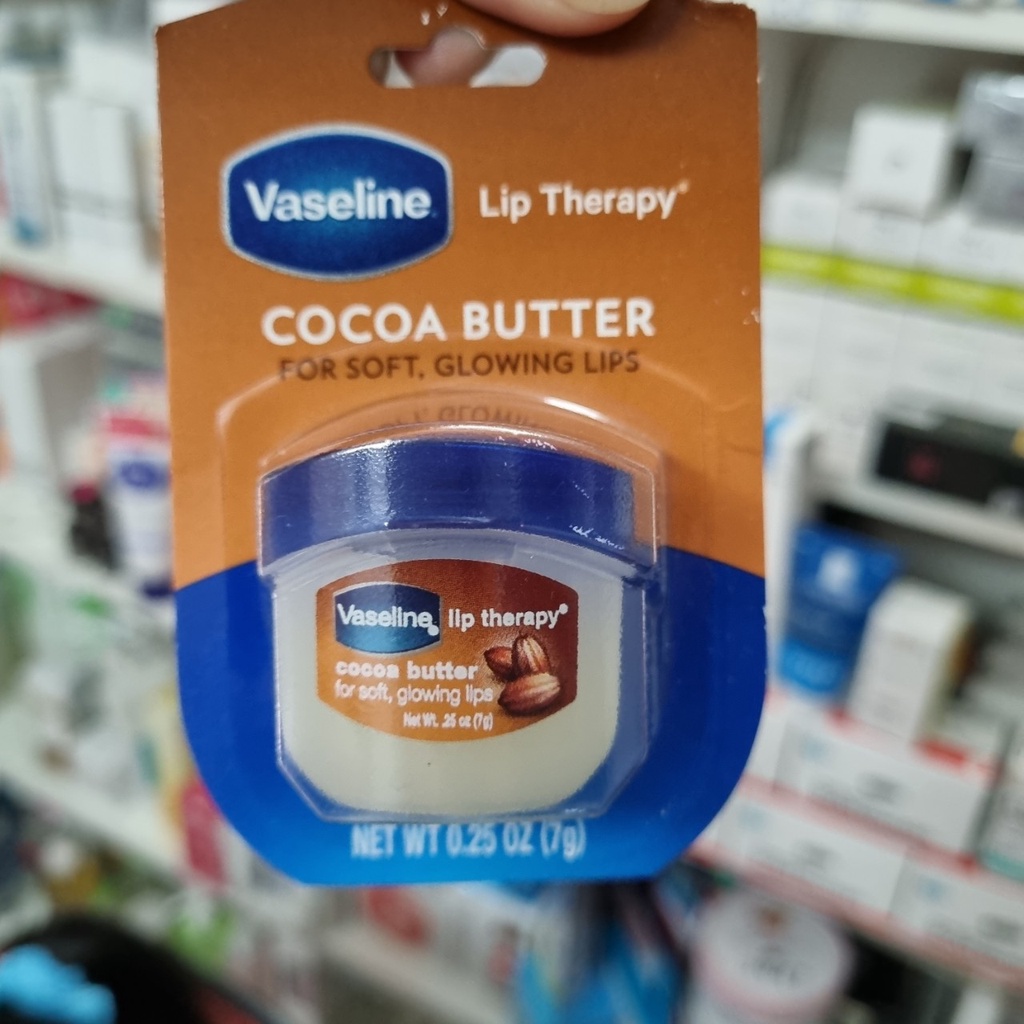 Vaseline. Lip Therapy®
COCOA BUTTER
FOR SOFT, GLOWING LIPS
Vaseline® lip therapy®
cocoa butter
for soft, glowing lips
Net Wt. .25 oz (7g)
NET WT 0.25 OZ (7g)